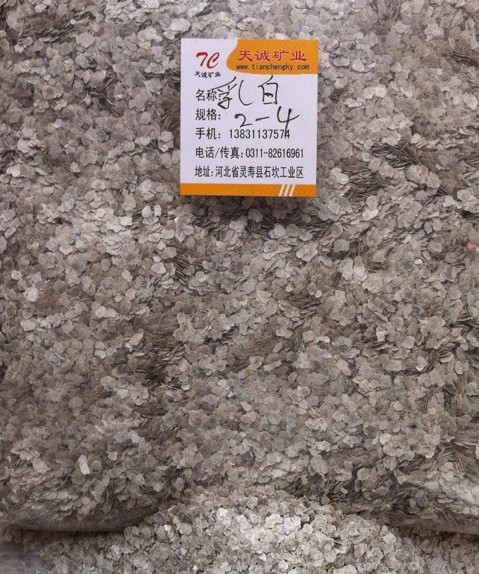 TC 天诚矿业
天诚矿业
www.tianchengky.com
名称:乳白
规格: 2-4
手机: 13831137574
电话/传真:0311-82616961
地址:河北省灵寿县石坎工业区